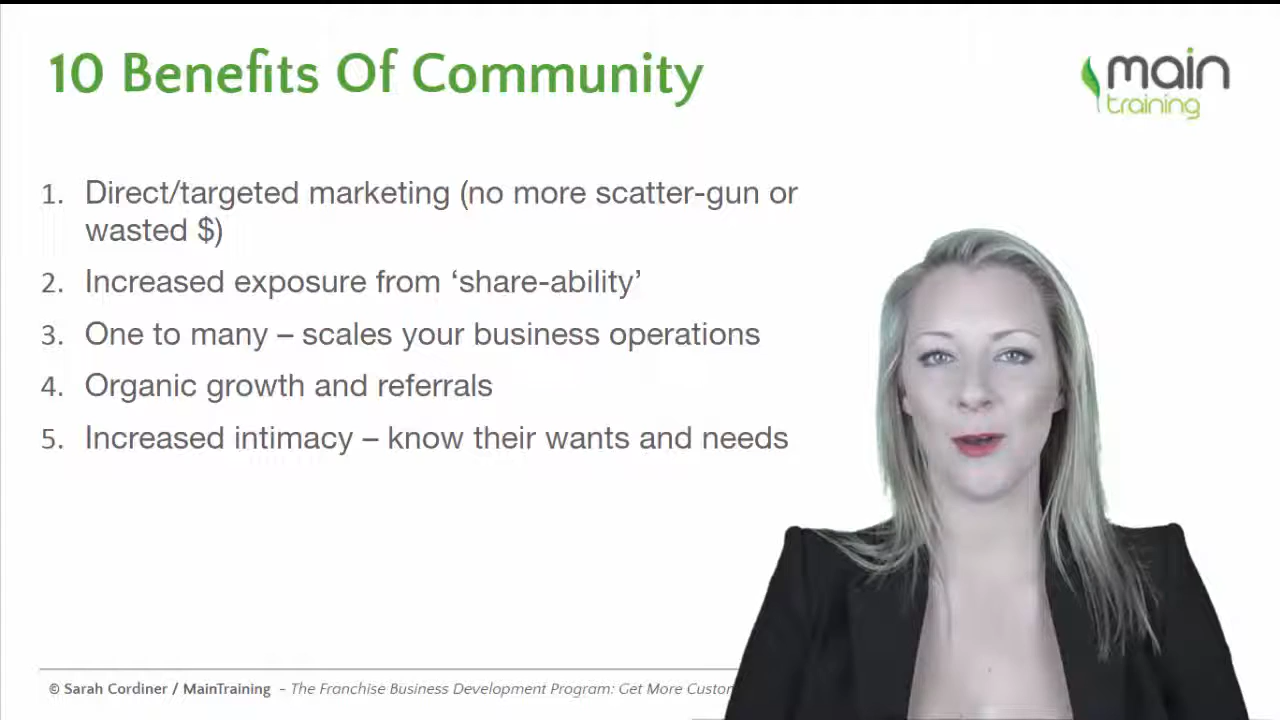 10 Benefits Of Community
main
training
1. Direct/targeted marketing (no more scatter-gun or
wasted $)
2. Increased exposure from ‘share-ability’
3. One to many – scales your business operations
4. Organic growth and referrals
5. Increased intimacy – know their wants and needs
© Sarah Cordiner / MainTraining – The Franchise Business Development Program: Get More